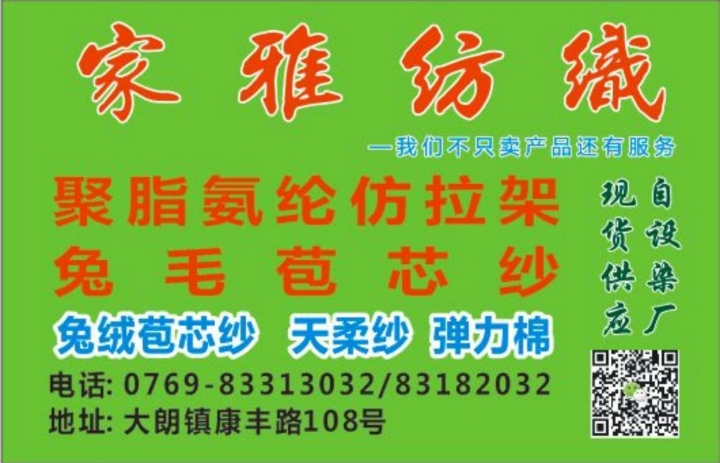 家雅纺织
—我们不只卖产品还有服务
聚脂氨纶仿拉架
兔毛苞芯纱
兔绒苞芯纱 天柔纱 弹力棉
自设染厂
现货供应
电话: 0769-83313032/83182032
地址: 大朗镇康丰路108号